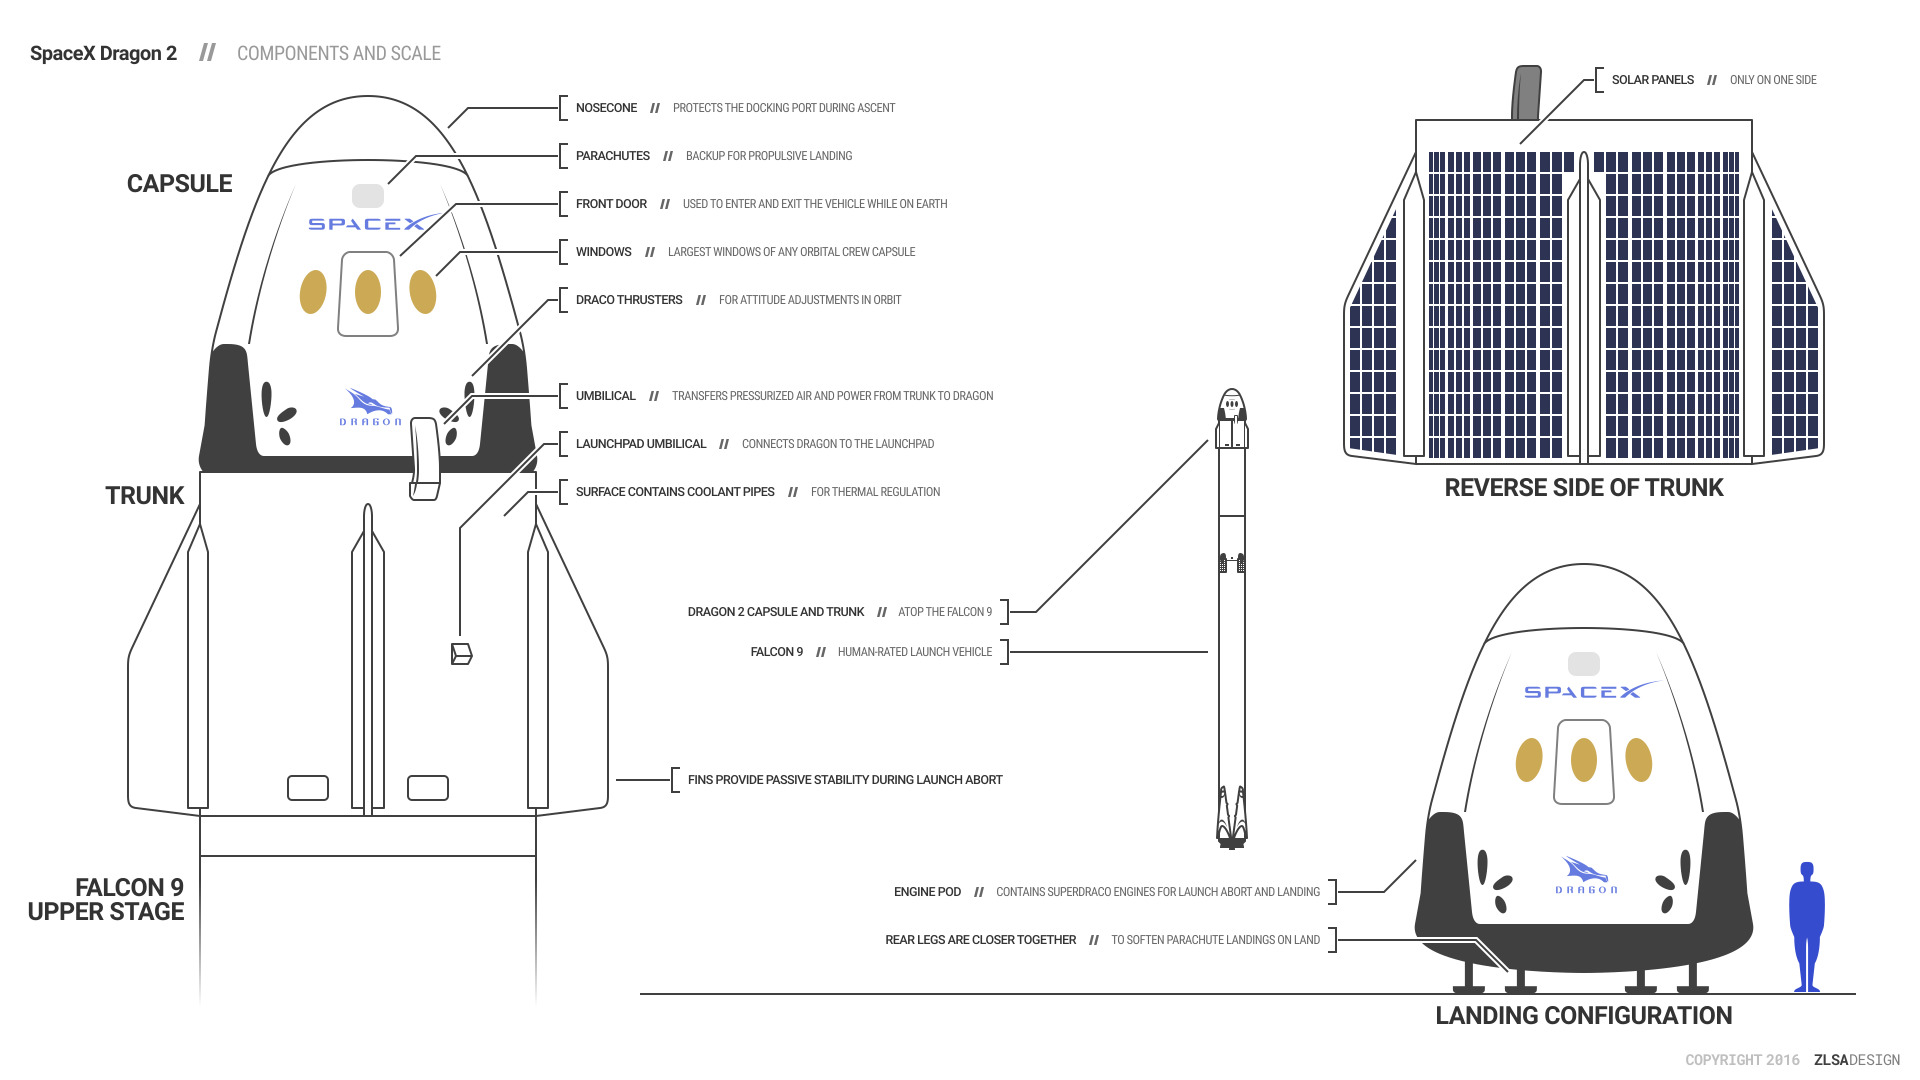 SpaceX Dragon 2 // COMPONENTS AND SCALE
NOSECONE // PROTECTS THE DOCKING PORT DURING ASCENT
PARACHUTES // BACKUP FOR PROPULSIVE LANDING
CAPSULE
FRONT DOOR // USED TO ENTER AND EXIT THE VEHICLE WHILE ON EARTH
SPACEX
WINDOWS // LARGEST WINDOWS OF ANY ORBITAL CREW CAPSULE
DRACO THRUSTERS // FOR ATTITUDE ADJUSTMENTS IN ORBIT
UMBILICAL // TRANSFERS PRESSURIZED AIR AND POWER FROM TRUNK TO DRAGON
DRAGON
LAUNCHPAD UMBILICAL // CONNECTS DRAGON TO THE LAUNCHPAD
TRUNK
SURFACE CONTAINS COOLANT PIPES // FOR THERMAL REGULATION
SOLAR PANELS // ONLY ON ONE SIDE
REVERSE SIDE OF TRUNK
DRAGON 2 CAPSULE AND TRUNK // ATOP THE FALCON 9
FALCON 9 // HUMAN-RATED LAUNCH VEHICLE
FINS PROVIDE PASSIVE STABILITY DURING LAUNCH ABORT
FALCON 9
UPPER STAGE
SPACEX
DRAGON
ENGINE POD // CONTAINS SUPERDRACO ENGINES FOR LAUNCH ABORT AND LANDING
REAR LEGS ARE CLOSER TOGETHER // TO SOFTEN PARACHUTE LANDINGS ON LAND
LANDING CONFIGURATION
COPYRIGHT 2016 ZLSADESIGN